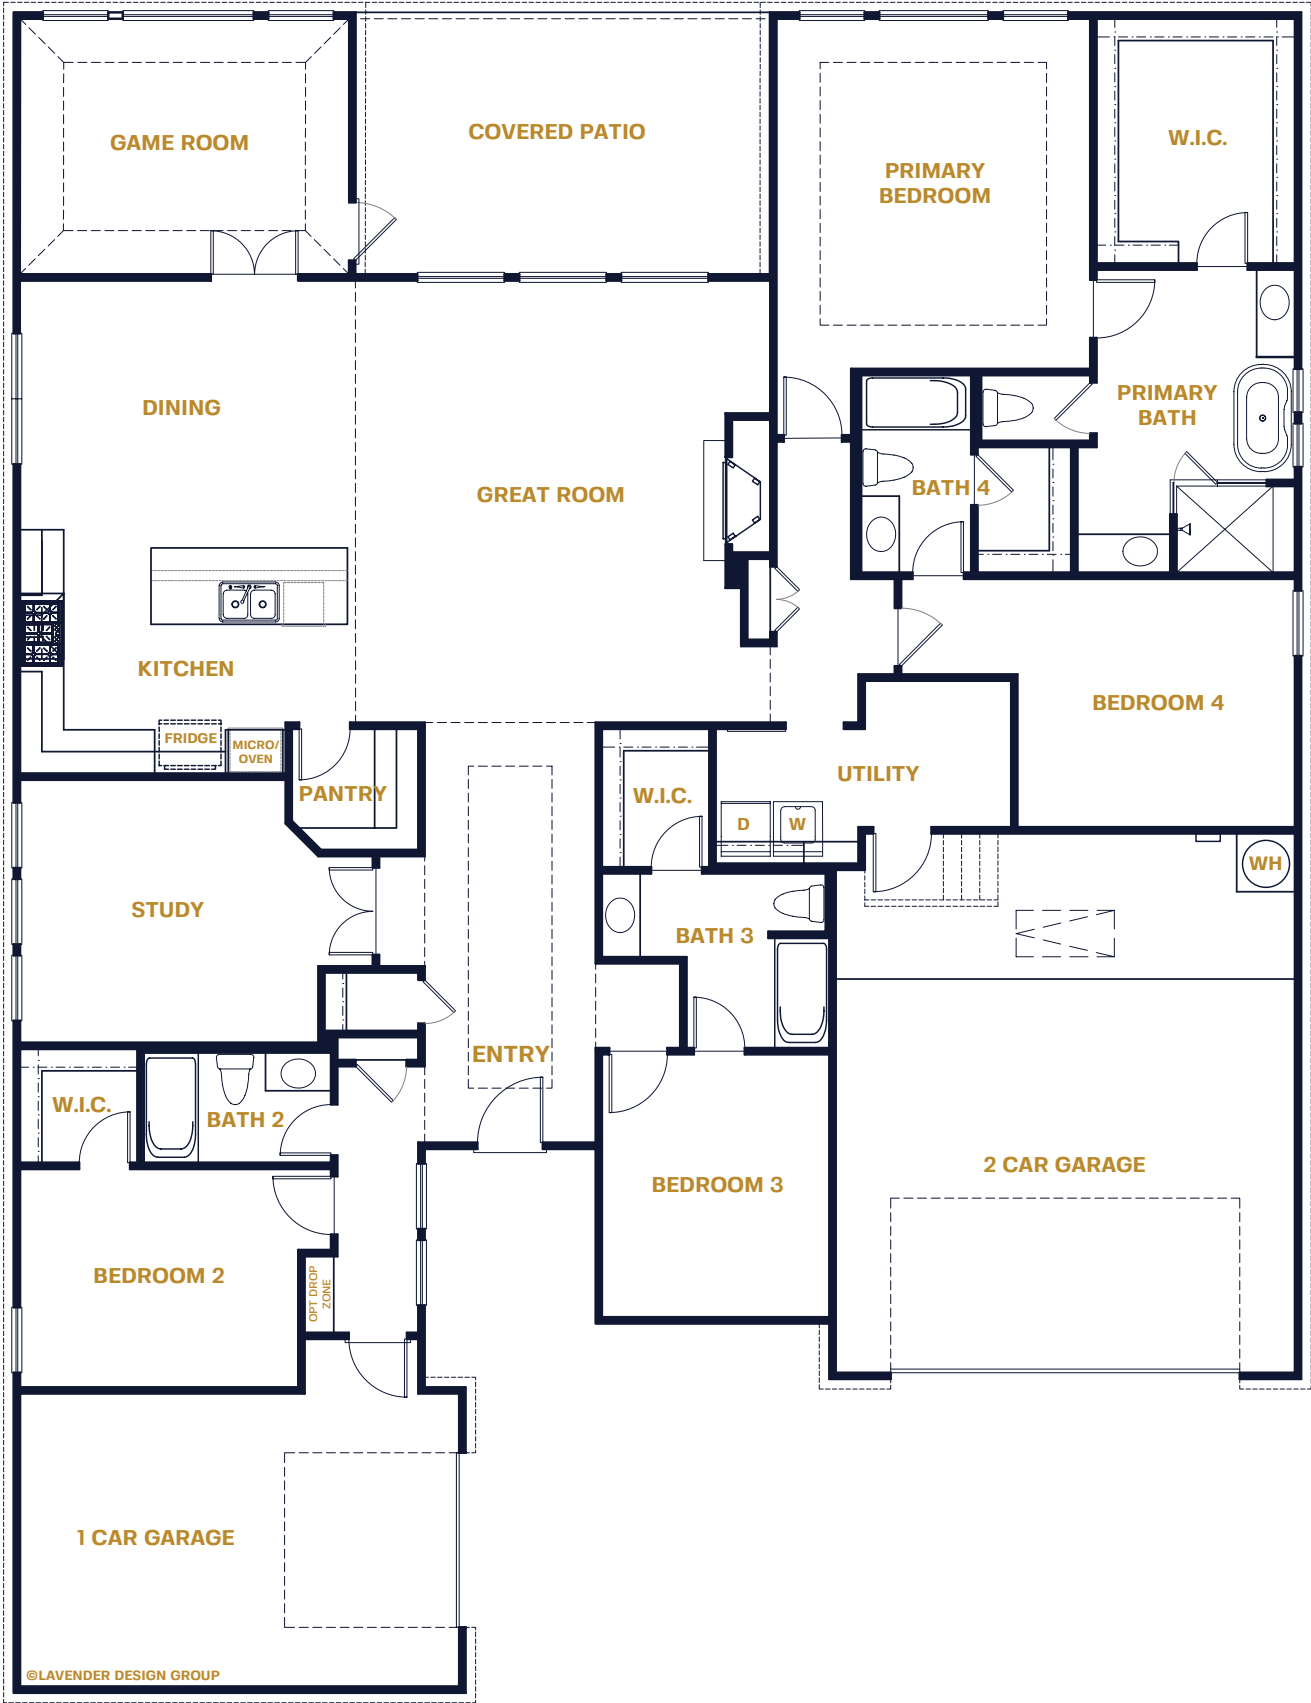 GAME ROOM
COVERED PATIO
PRIMARY
BEDROOM
W.I.C.
DINING
GREAT ROOM
PRIMARY
BATH
BATH 4
KITCHEN
FRIDGE
MICRO/
OVEN
PANTRY
BEDROOM 4
UTILITY
W.I.C.
D
W
WH
STUDY
BATH 3
ENTRY
W.I.C.
BATH 2
BEDROOM 3
2 CAR GARAGE
BEDROOM 2
OPT DROP
ZONE
1 CAR GARAGE
©LAVENDER DESIGN GROUP